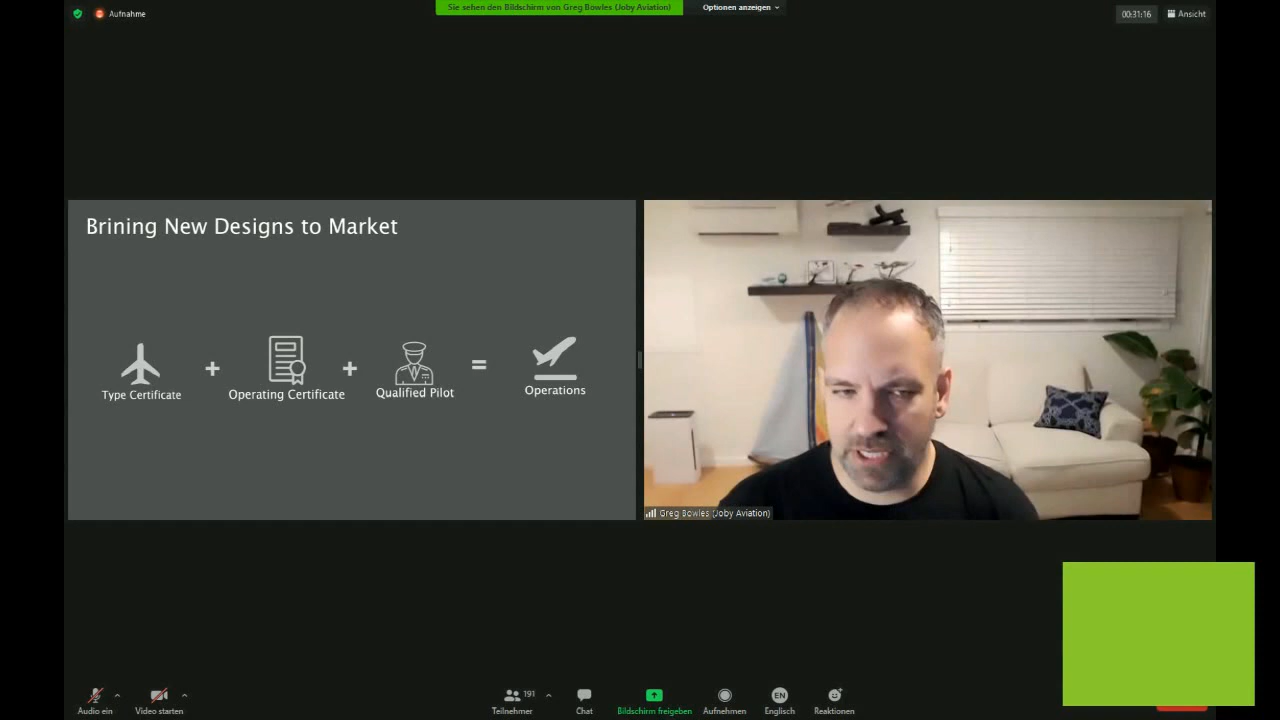 Aufnahme
Sie sehen den Bildschirm von Greg Bowles (Joby Aviation)
Optionen anzeigen
00:31:16
Ansicht
Brining New Designs to Market
Type Certificate
+
Operating Certificate
+
Qualified Pilot
=
Operations
Greg Bowles (Joby Aviation)
Audio ein
Video starten
191
Teilnehmer
Chat
Bildschirm freigeben
Aufnehmen
EN
Englisch
Reaktionen